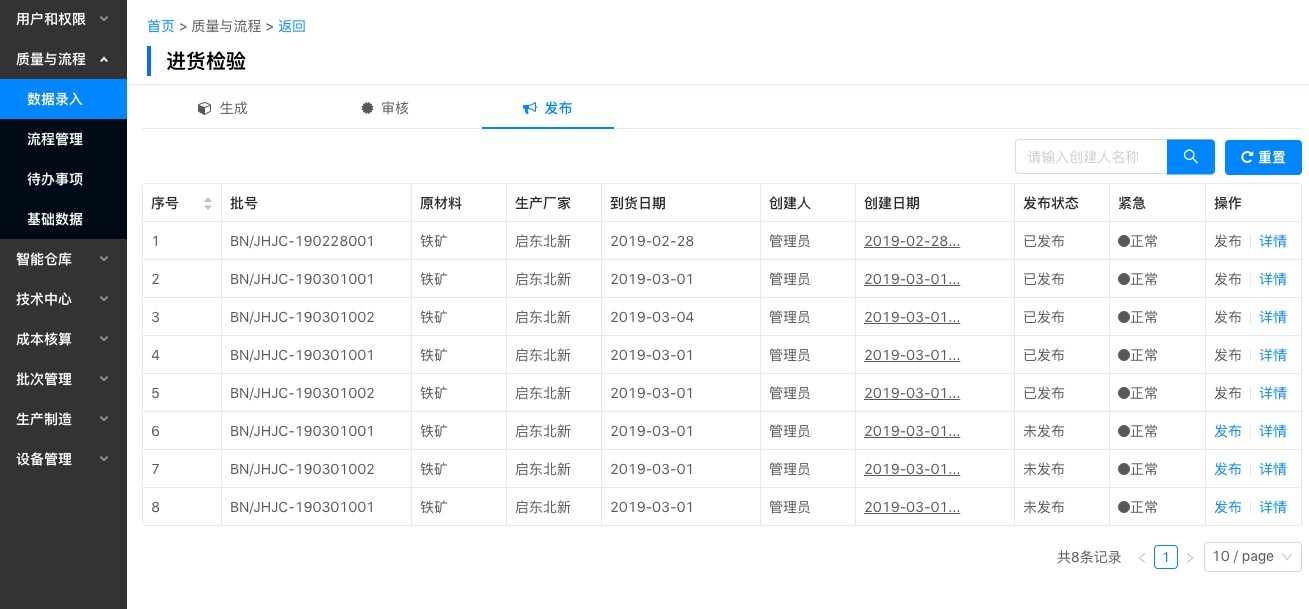 用户和权限
质量与流程
数据录入
流程管理
待办事项
基础数据
智能仓库
技术中心
成本核算
批次管理
生产制造
设备管理
首页 > 质量与流程 > 返回
进货检验
生成 审核 发布
请输入创建人名称 重置
序号 批号 原材料 生产厂家 到货日期 创建人 创建日期 发布状态 紧急 操作
1 BN/JHJC-190228001 铁矿 启东北新 2019-02-28 管理员 2019-02-28... 已发布 正常 发布 详情
2 BN/JHJC-190301001 铁矿 启东北新 2019-03-01 管理员 2019-03-01... 已发布 正常 发布 详情
3 BN/JHJC-190301002 铁矿 启东北新 2019-03-04 管理员 2019-03-01... 已发布 正常 发布 详情
4 BN/JHJC-190301001 铁矿 启东北新 2019-03-01 管理员 2019-03-01... 已发布 正常 发布 详情
5 BN/JHJC-190301002 铁矿 启东北新 2019-03-01 管理员 2019-03-01... 已发布 正常 发布 详情
6 BN/JHJC-190301001 铁矿 启东北新 2019-03-01 管理员 2019-03-01... 未发布 正常 发布 详情
7 BN/JHJC-190301002 铁矿 启东北新 2019-03-01 管理员 2019-03-01... 未发布 正常 发布 详情
8 BN/JHJC-190301001 铁矿 启东北新 2019-03-01 管理员 2019-03-01... 未发布 正常 发布 详情
共8条记录 < 1 > 10 / page